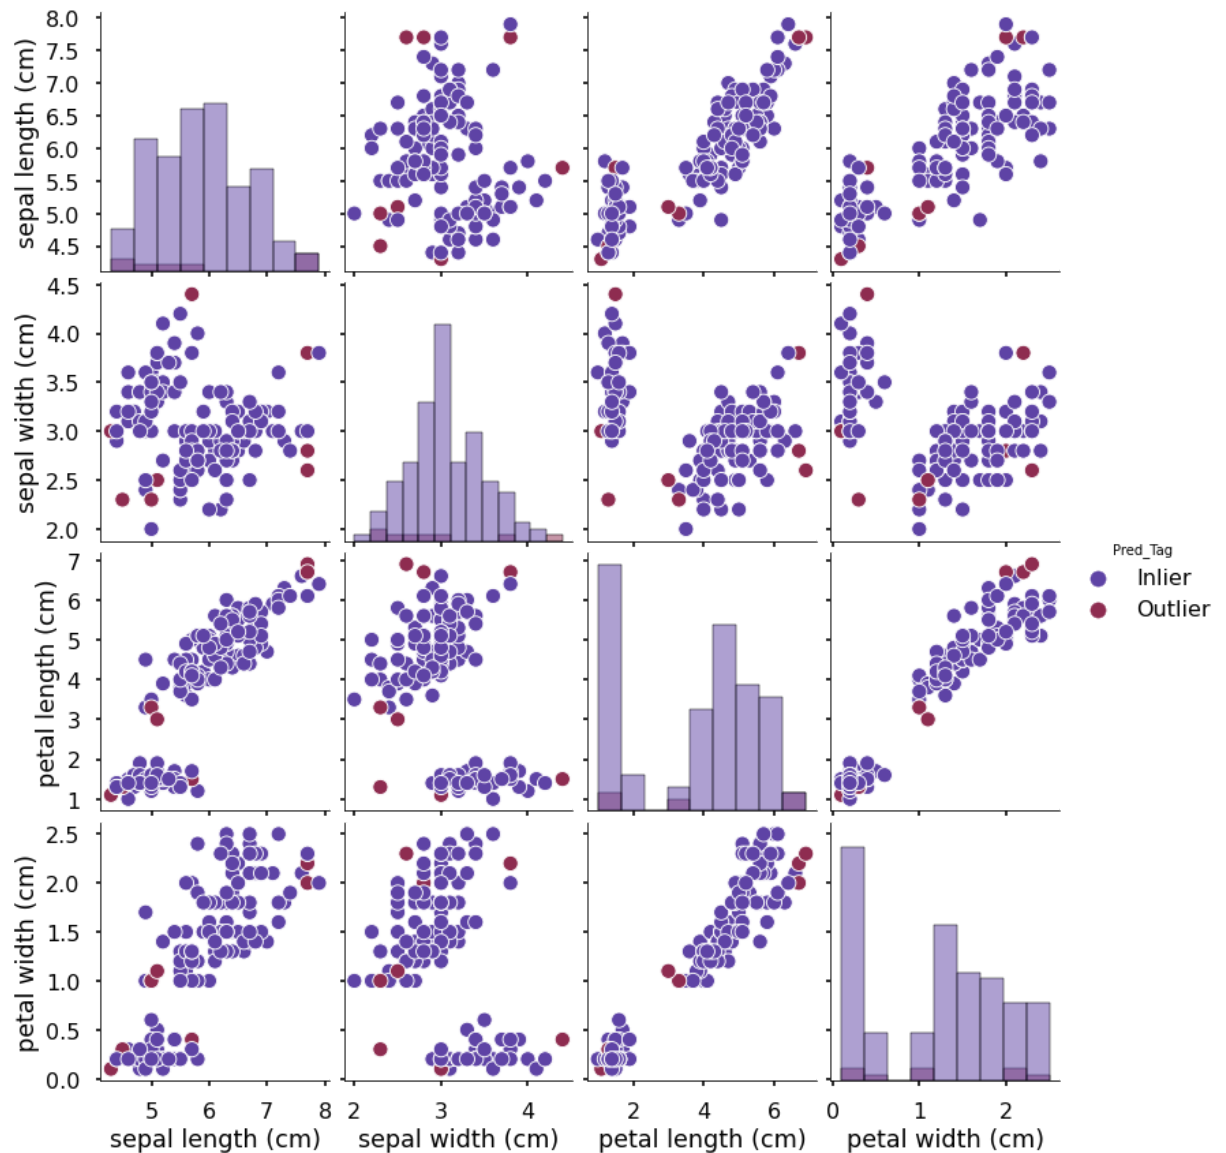 8.0
7.5
7.0
6.5
6.0
5.5
5.0
4.5
sepal length (cm)
4.5
4.0
3.5
3.0
2.5
2.0
sepal width (cm)
7
6
5
4
3
2
1
petal length (cm)
2.5
2.0
1.5
1.0
0.5
0.0
petal width (cm)
5 6 7 8
sepal length (cm)
2 3 4
sepal width (cm)
2 4 6
petal length (cm)
0 1 2
petal width (cm)
Pred_Tag
Inlier
Outlier